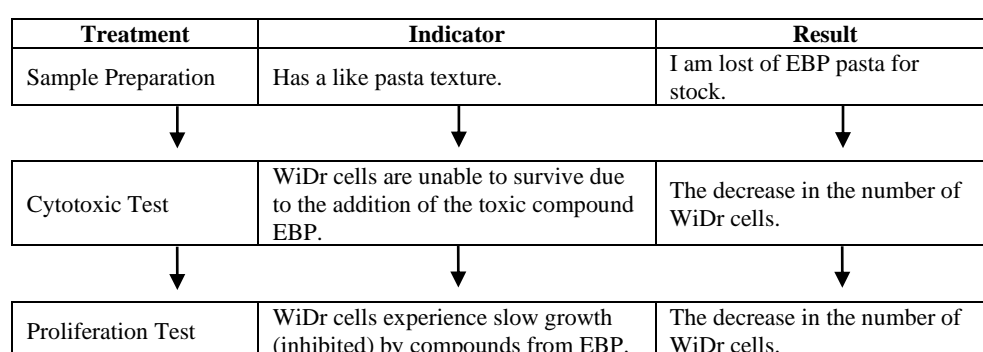 Treatment Indicator Result
Sample Preparation Has a like pasta texture. I am lost of EBP pasta for
stock.
Cytotoxic Test WiDr cells are unable to survive due
to the addition of the toxic compound
EBP.
The decrease in the number of
WiDr cells.
Proliferation Test WiDr cells experience slow growth
(inhibited) by compounds from EBP.
The decrease in the number of
WiDr cells.